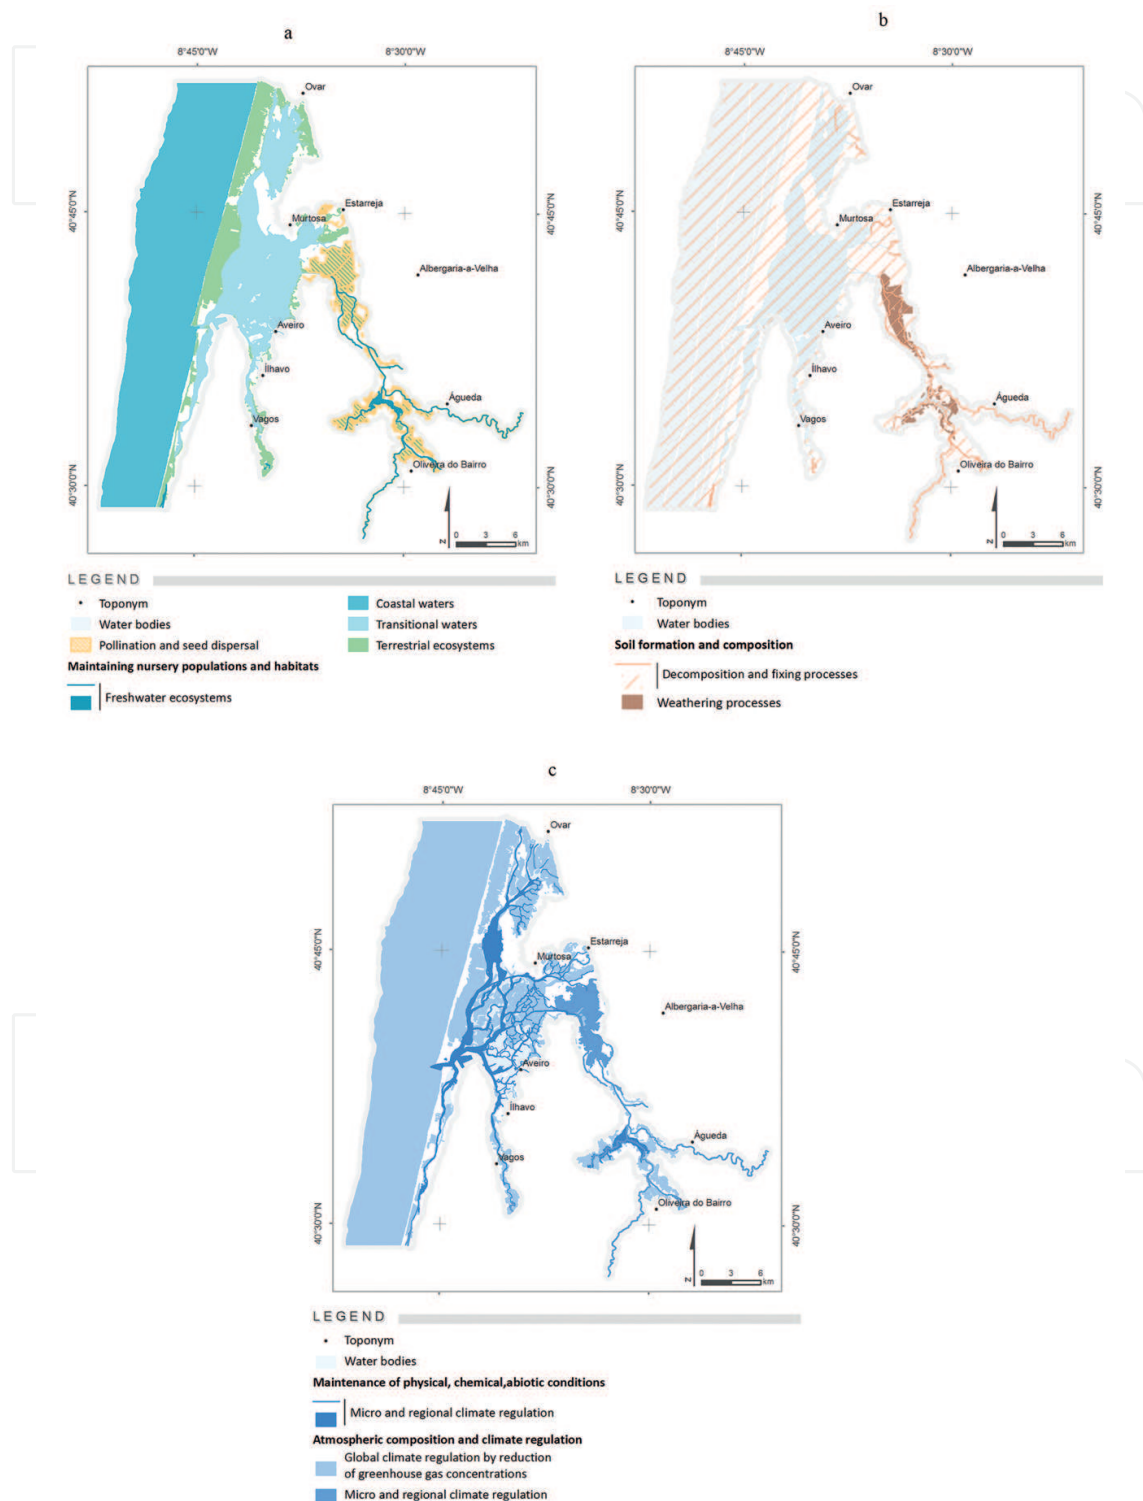 a
8°45'0"W
8°30'0"W
40°45'0"N
40°45'0"N
40°30'0"N
40°30'0"N
Ovar
Estarreja
Murtosa
Albergaria-a-Velha
Aveiro
Ílhavo
Águeda
Vagos
Oliveira do Bairro
N
0 3 6
km
LEGEND
Toponym
Water bodies
Pollination and seed dispersal
Maintaining nursery populations and habitats
Freshwater ecosystems
Coastal waters
Transitional waters
Terrestrial ecosystems
b
8°45'0"W
8°30'0"W
40°45'0"N
40°45'0"N
40°30'0"N
40°30'0"N
Ovar
Estarreja
Murtosa
Albergaria-a-Velha
Aveiro
Ílhavo
Águeda
Vagos
Oliveira do Bairro
N
0 3 6
km
LEGEND
Toponym
Water bodies
Soil formation and composition
Decomposition and fixing processes
Weathering processes
c
8°45'0"W
8°30'0"W
40°45'0"N
40°45'0"N
40°30'0"N
40°30'0"N
Ovar
Estarreja
Murtosa
Albergaria-a-Velha
Aveiro
Ílhavo
Águeda
Vagos
Oliveira do Bairro
N
0 3 6
km
LEGEND
Toponym
Water bodies
Maintenance of physical, chemical,abiotic conditions
Micro and regional climate regulation
Atmospheric composition and climate regulation
Global climate regulation by reduction
of greenhouse gas concentrations
Micro and regional climate regulation